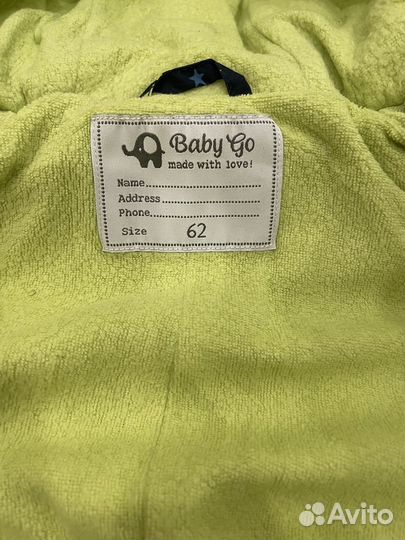 Baby Go
made with love!
Name
Address
Phone
Size 62
Avito